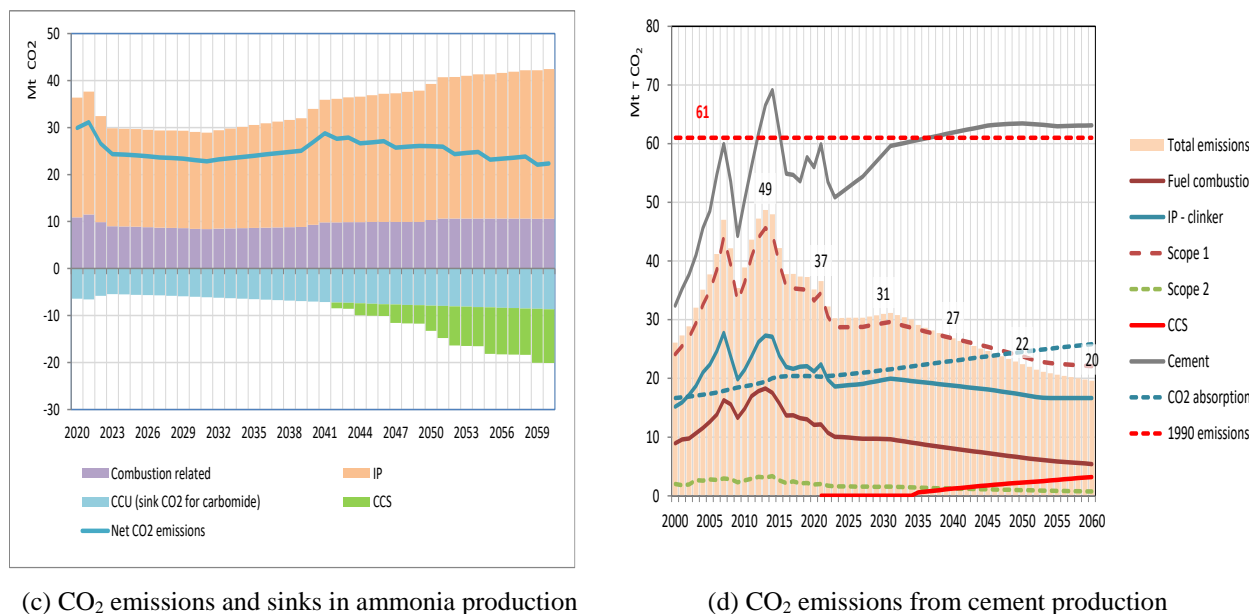 Mt CO2
50
40
30
20
10
0
-10
-20
-30
2020 2023 2026 2029 2032 2035 2038 2041 2044 2047 2050 2053 2056 2059
Combustion related
IP
CCU (sink CO2 for carbomide)
CCS
Net CO2 emissions
(c) CO₂ emissions and sinks in ammonia production
Mt т CO₂
80
70
60
50
40
30
20
10
0
61
49
37
31
27
22
20
2000 2005 2010 2015 2020 2025 2030 2035 2040 2045 2050 2055 2060
Total emissions
Fuel combustio
IP - clinker
Scope 1
Scope 2
CCS
Cement
CO2 absorption
1990 emissions
(d) CO₂ emissions from cement production